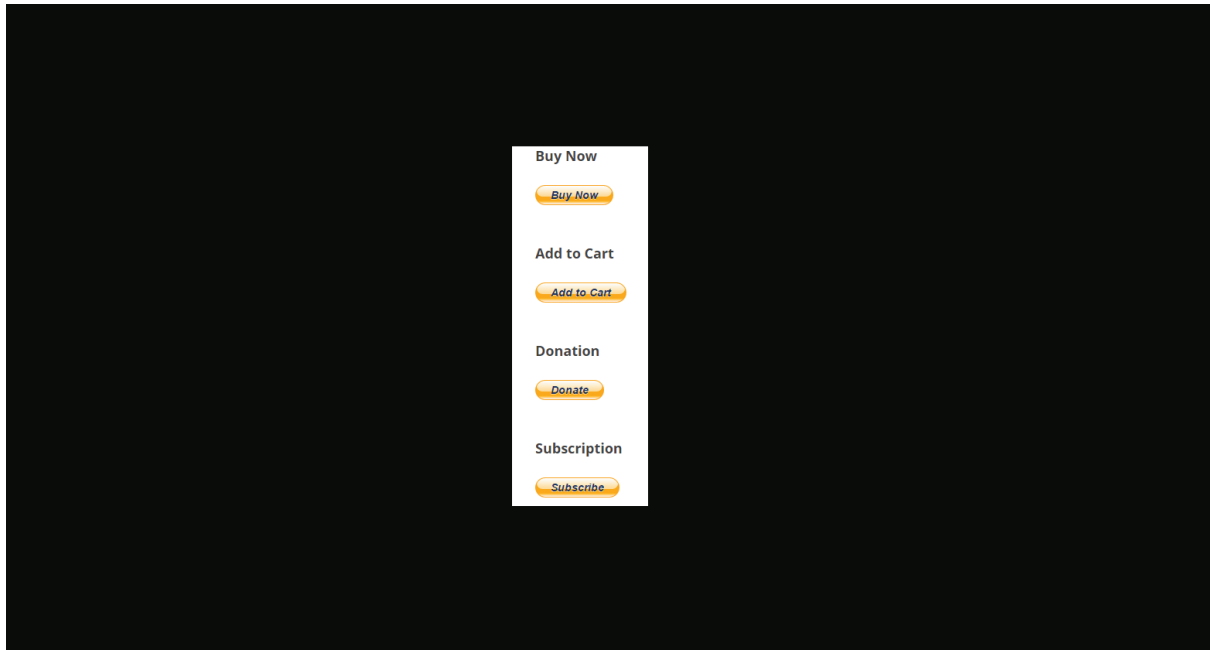 Buy Now
Buy Now
Add to Cart
Add to Cart
Donation
Donate
Subscription
Subscribe